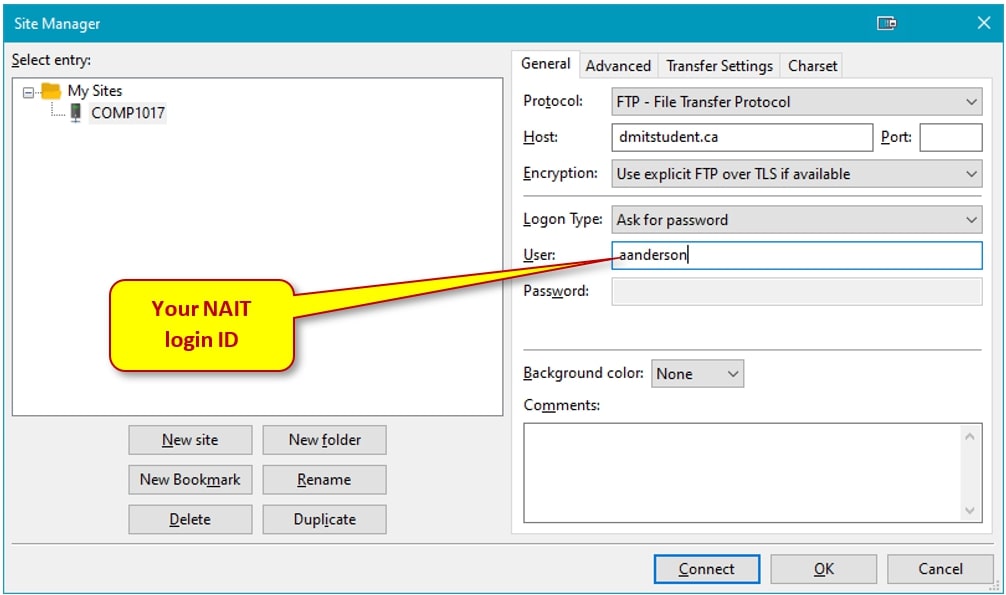 Site Manager
Select entry:
My Sites
COMP1017
New site
New folder
New Bookmark
Rename
Delete
Duplicate
General
Advanced
Transfer Settings
Charset
Protocol:
FTP - File Transfer Protocol
Host:
dmitstudent.ca
Port:
Encryption:
Use explicit FTP over TLS if available
Logon Type:
Ask for password
User:
aanderson
Password:
Your NAIT
login ID
Background color:
None
Comments:
Connect
OK
Cancel